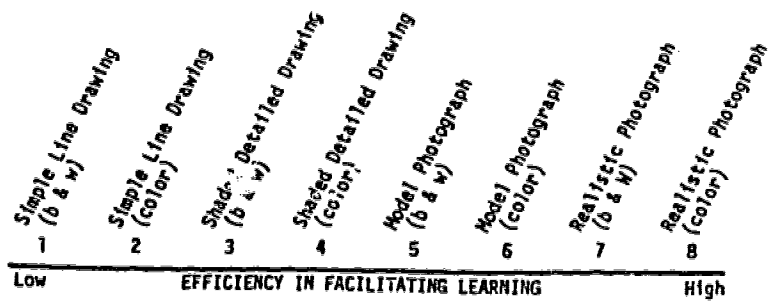 Simple Line Drawing
(b & w)
Simple Line Drawing
(color)
Detailed Drawing
(b & w)
Shaded Detailed Drawing
(color)
Model Photograph
(b & w)
Model Photograph
(color)
Realistic Photograph
(b & W)
Realistic Photograph
(color)
1 2 3 4 5 6 7 8
Low EFFICIENCY IN FACILITATING LEARNING High